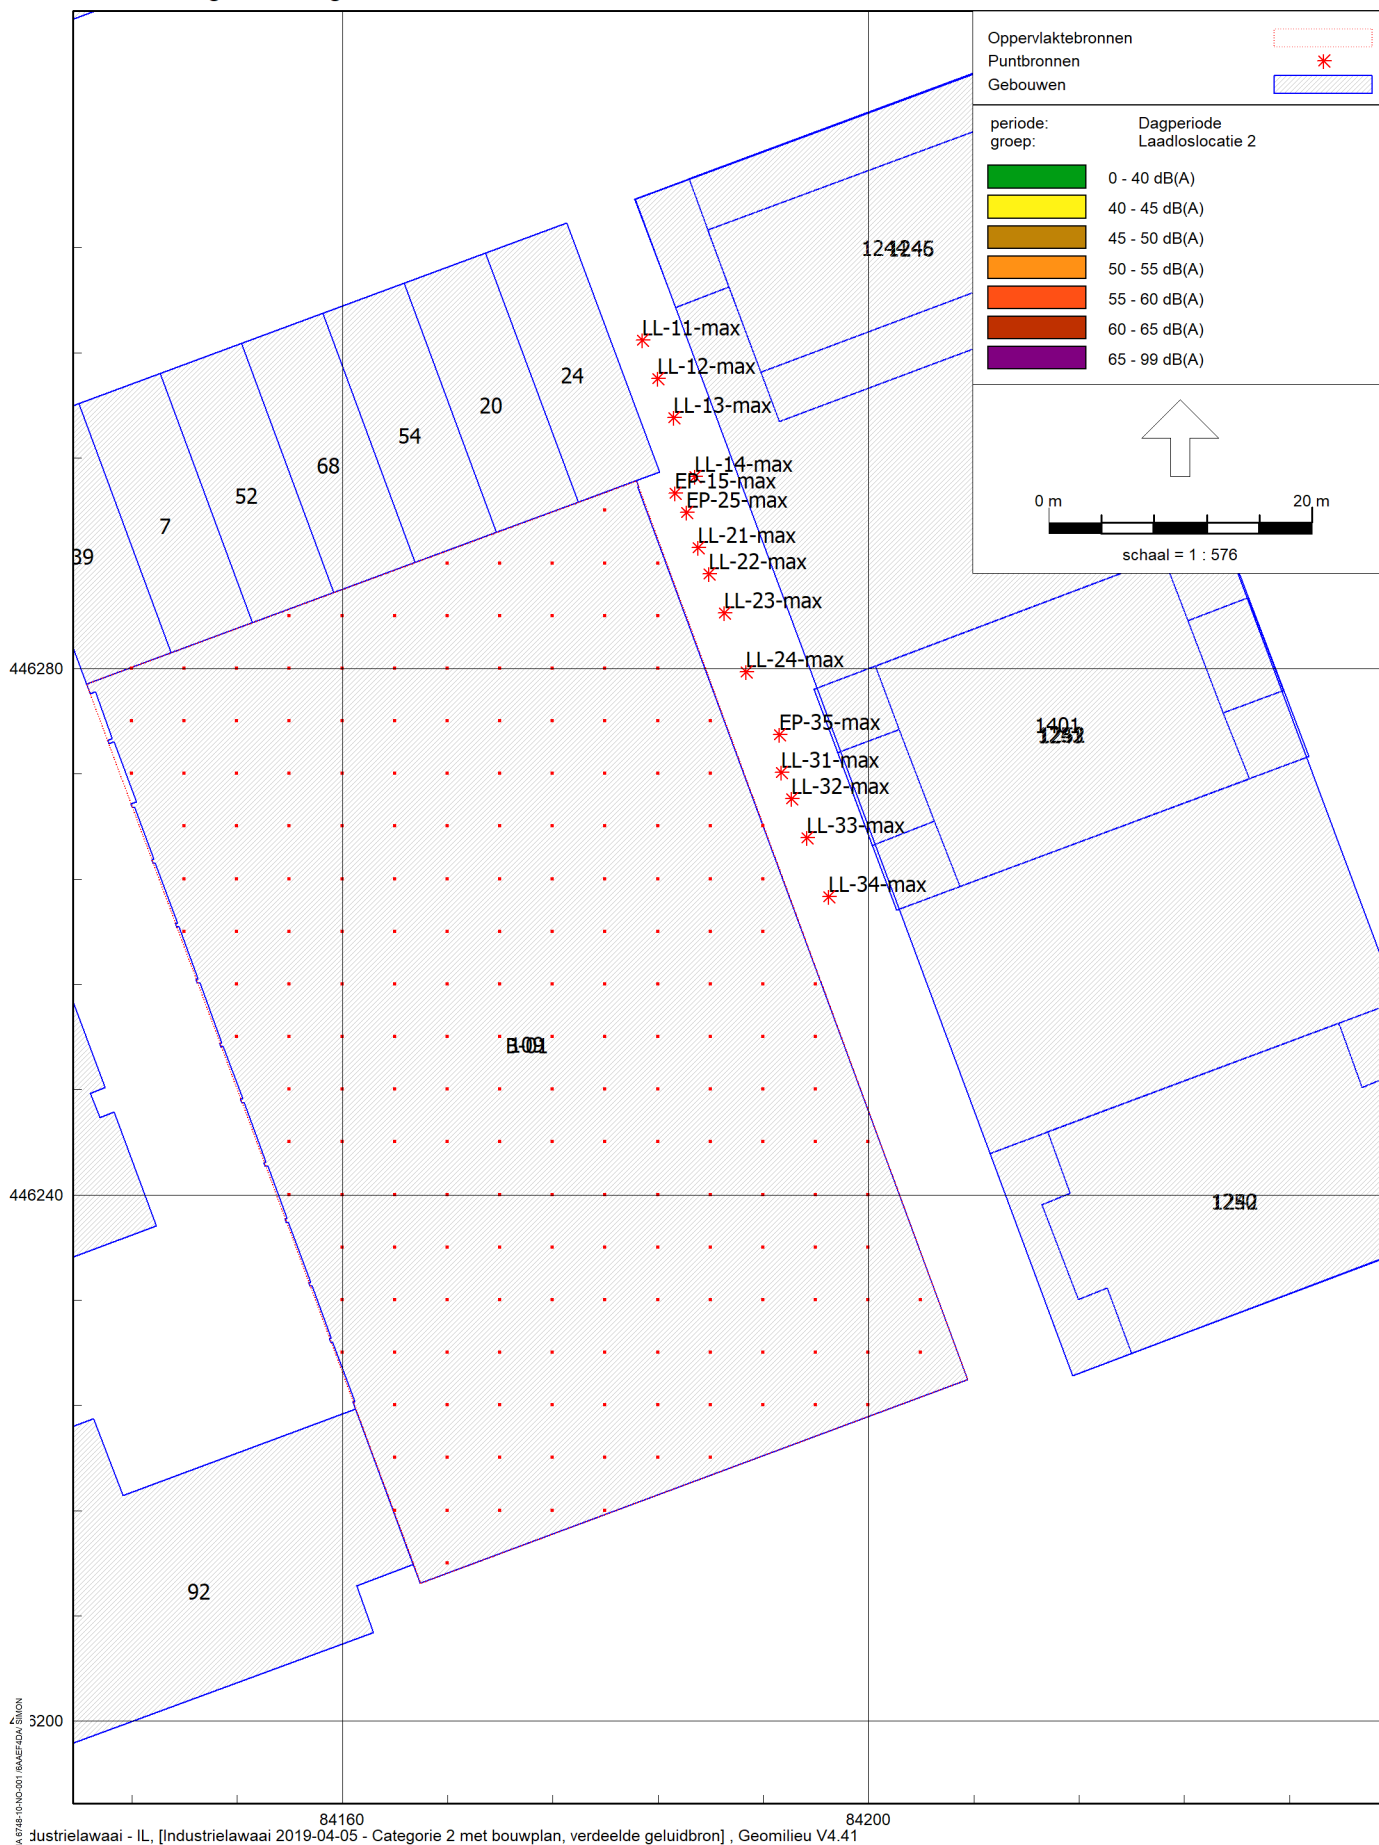 Oppervlaktebronnen
Puntbronnen
Gebouwen
periode: Dagperiode
groep: Laadloslocatie 2
0 - 40 dB(A)
40 - 45 dB(A)
45 - 50 dB(A)
50 - 55 dB(A)
55 - 60 dB(A)
60 - 65 dB(A)
65 - 99 dB(A)
0 m 20 m
schaal = 1 : 576
LL-11-max
LL-12-max
LL-13-max
LL-14-max
EP-15-max
EP-25-max
LL-21-max
LL-22-max
LL-23-max
LL-24-max
EP-35-max
LL-31-max
LL-32-max
LL-33-max
LL-34-max
24
20
54
68
52
7
39
1401
92
446280
446240
6200
84160
84200
dustrielawaai - IL, [Industrielawaai 2019-04-05 - Categorie 2 met bouwplan, verdeelde geluidbron] , Geomilieu V4.41